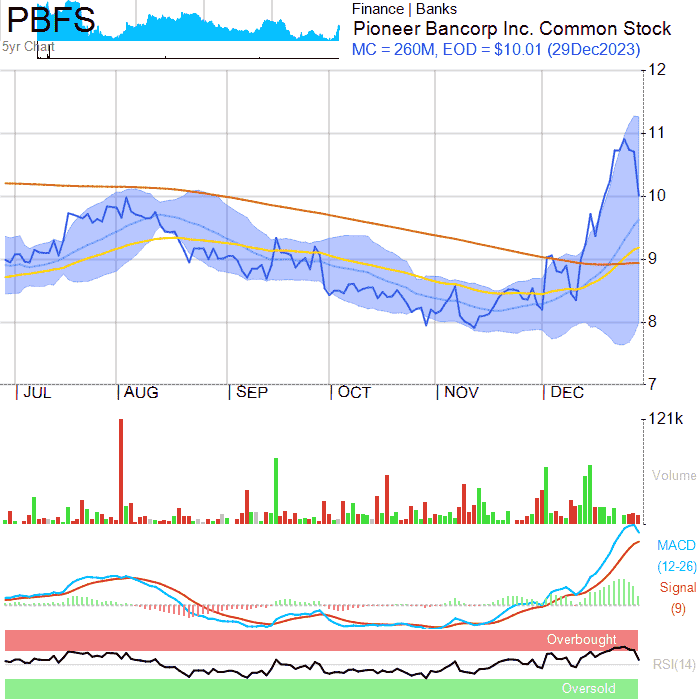 PBFS
5yr Chart
Finance | Banks
Pioneer Bancorp Inc. Common Stock
MC = 260M, EOD = $10.01 (29Dec2023)
12
11
10
9
8
7
JUL AUG SEP OCT NOV DEC
121k
Volume
MACD
(12-26)
Signal
(9)
Overbought
RSI(14)
Oversold